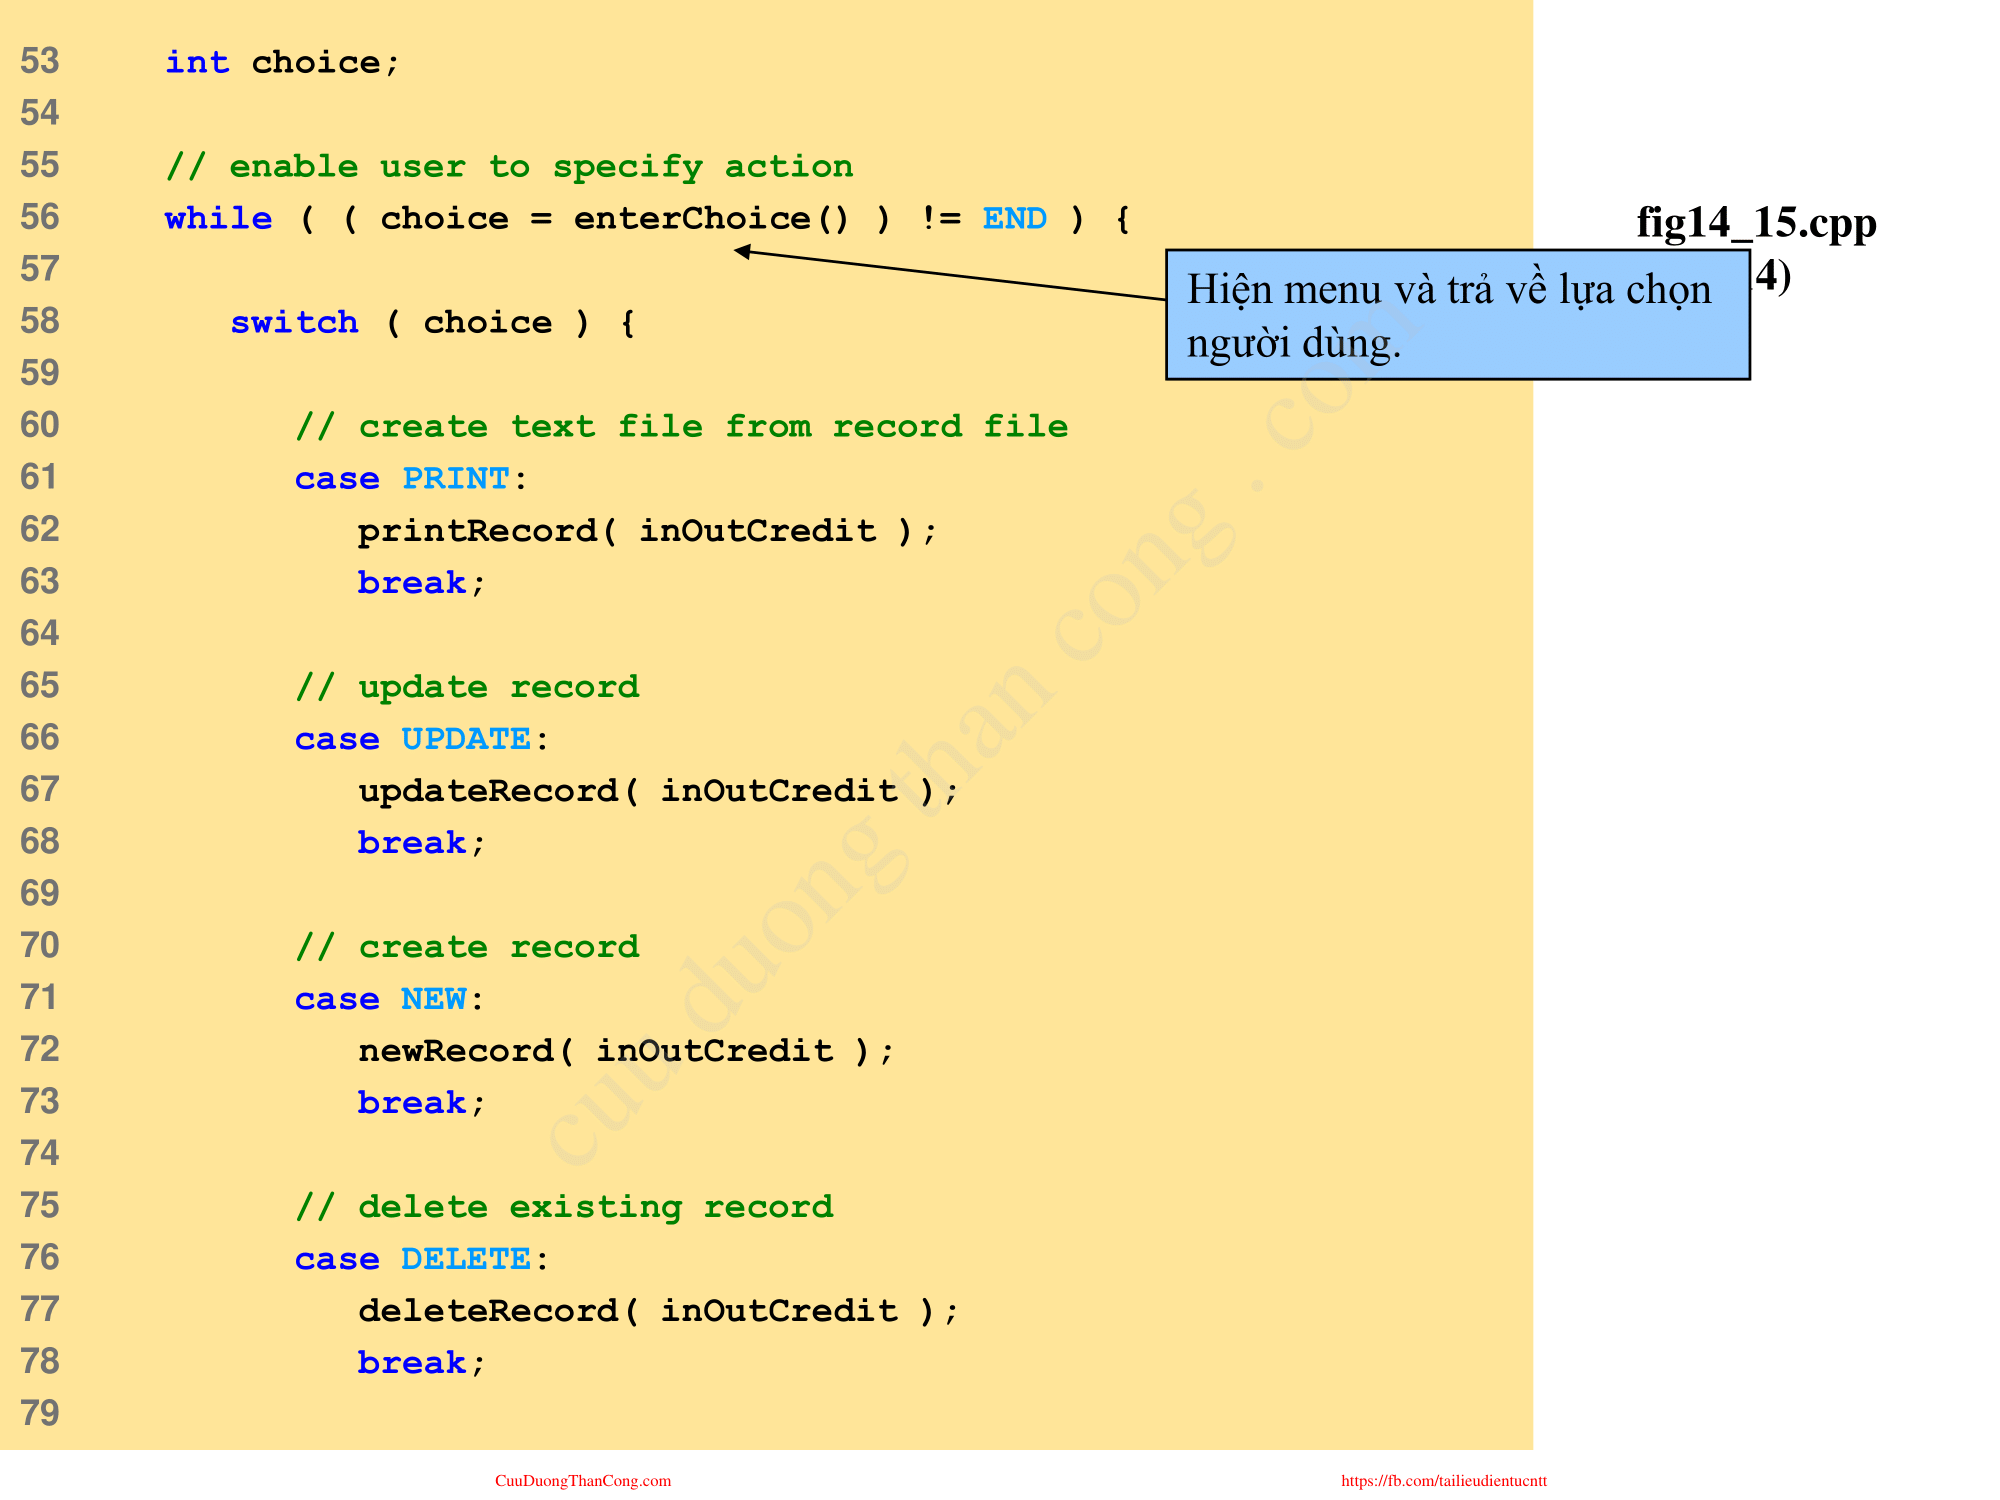 53 int choice;
54
55 // enable user to specify action
56 while ( ( choice = enterChoice() ) != END ) {
57
58 switch ( choice ) {
59
60 // create text file from record file
61 case PRINT:
62 printRecord( inOutCredit );
63 break;
64
65 // update record
66 case UPDATE:
67 updateRecord( inOutCredit );
68 break;
69
70 // create record
71 case NEW:
72 newRecord( inOutCredit );
73 break;
74
75 // delete existing record
76 case DELETE:
77 deleteRecord( inOutCredit );
78 break;
79
fig14_15.cpp
4)
Hiện menu và trả về lựa chọn
người dùng.
cuu duong than cong . com
CuuDuongThanCong.com
https://fb.com/tailieudientucntt